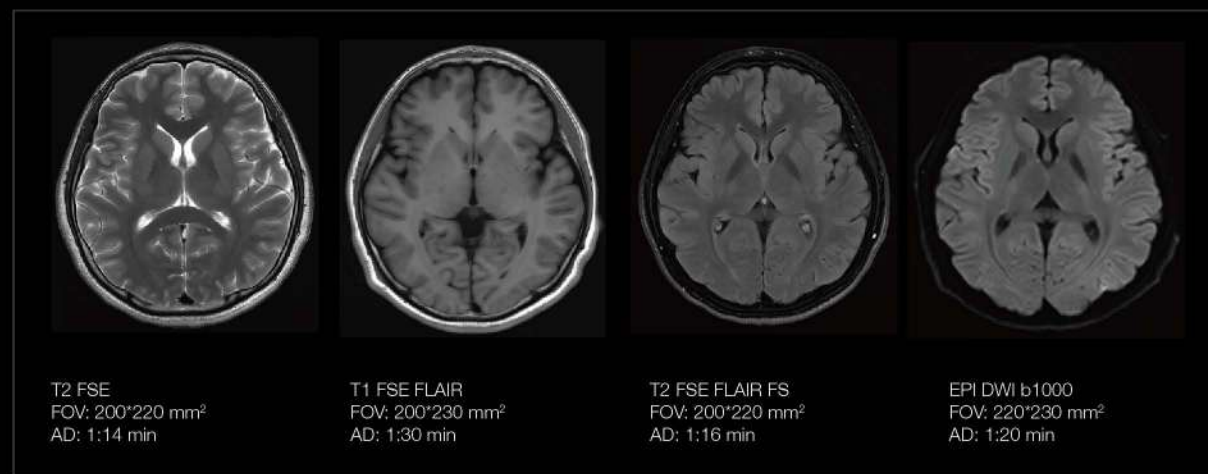 T2 FSE
FOV: 200*220 mm²
AD: 1:14 min
T1 FSE FLAIR
FOV: 200*230 mm²
AD: 1:30 min
T2 FSE FLAIR FS
FOV: 200*220 mm²
AD: 1:16 min
EPI DWI b1000
FOV: 220*230 mm²
AD: 1:20 min